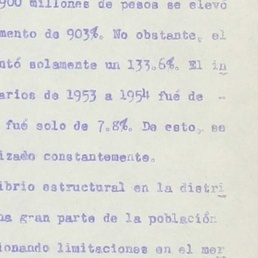 900 millones de pesos se elevó
mento de 903%. No obstante, el
ntó solamente un 133.6%. El in
arios de 1953 a 1954 fué de -
fué solo de 7.8%. De esto, se
izado constantemente.
ibrio estructural en la distri
na gran parte de la población
ionando limitaciones en el mer